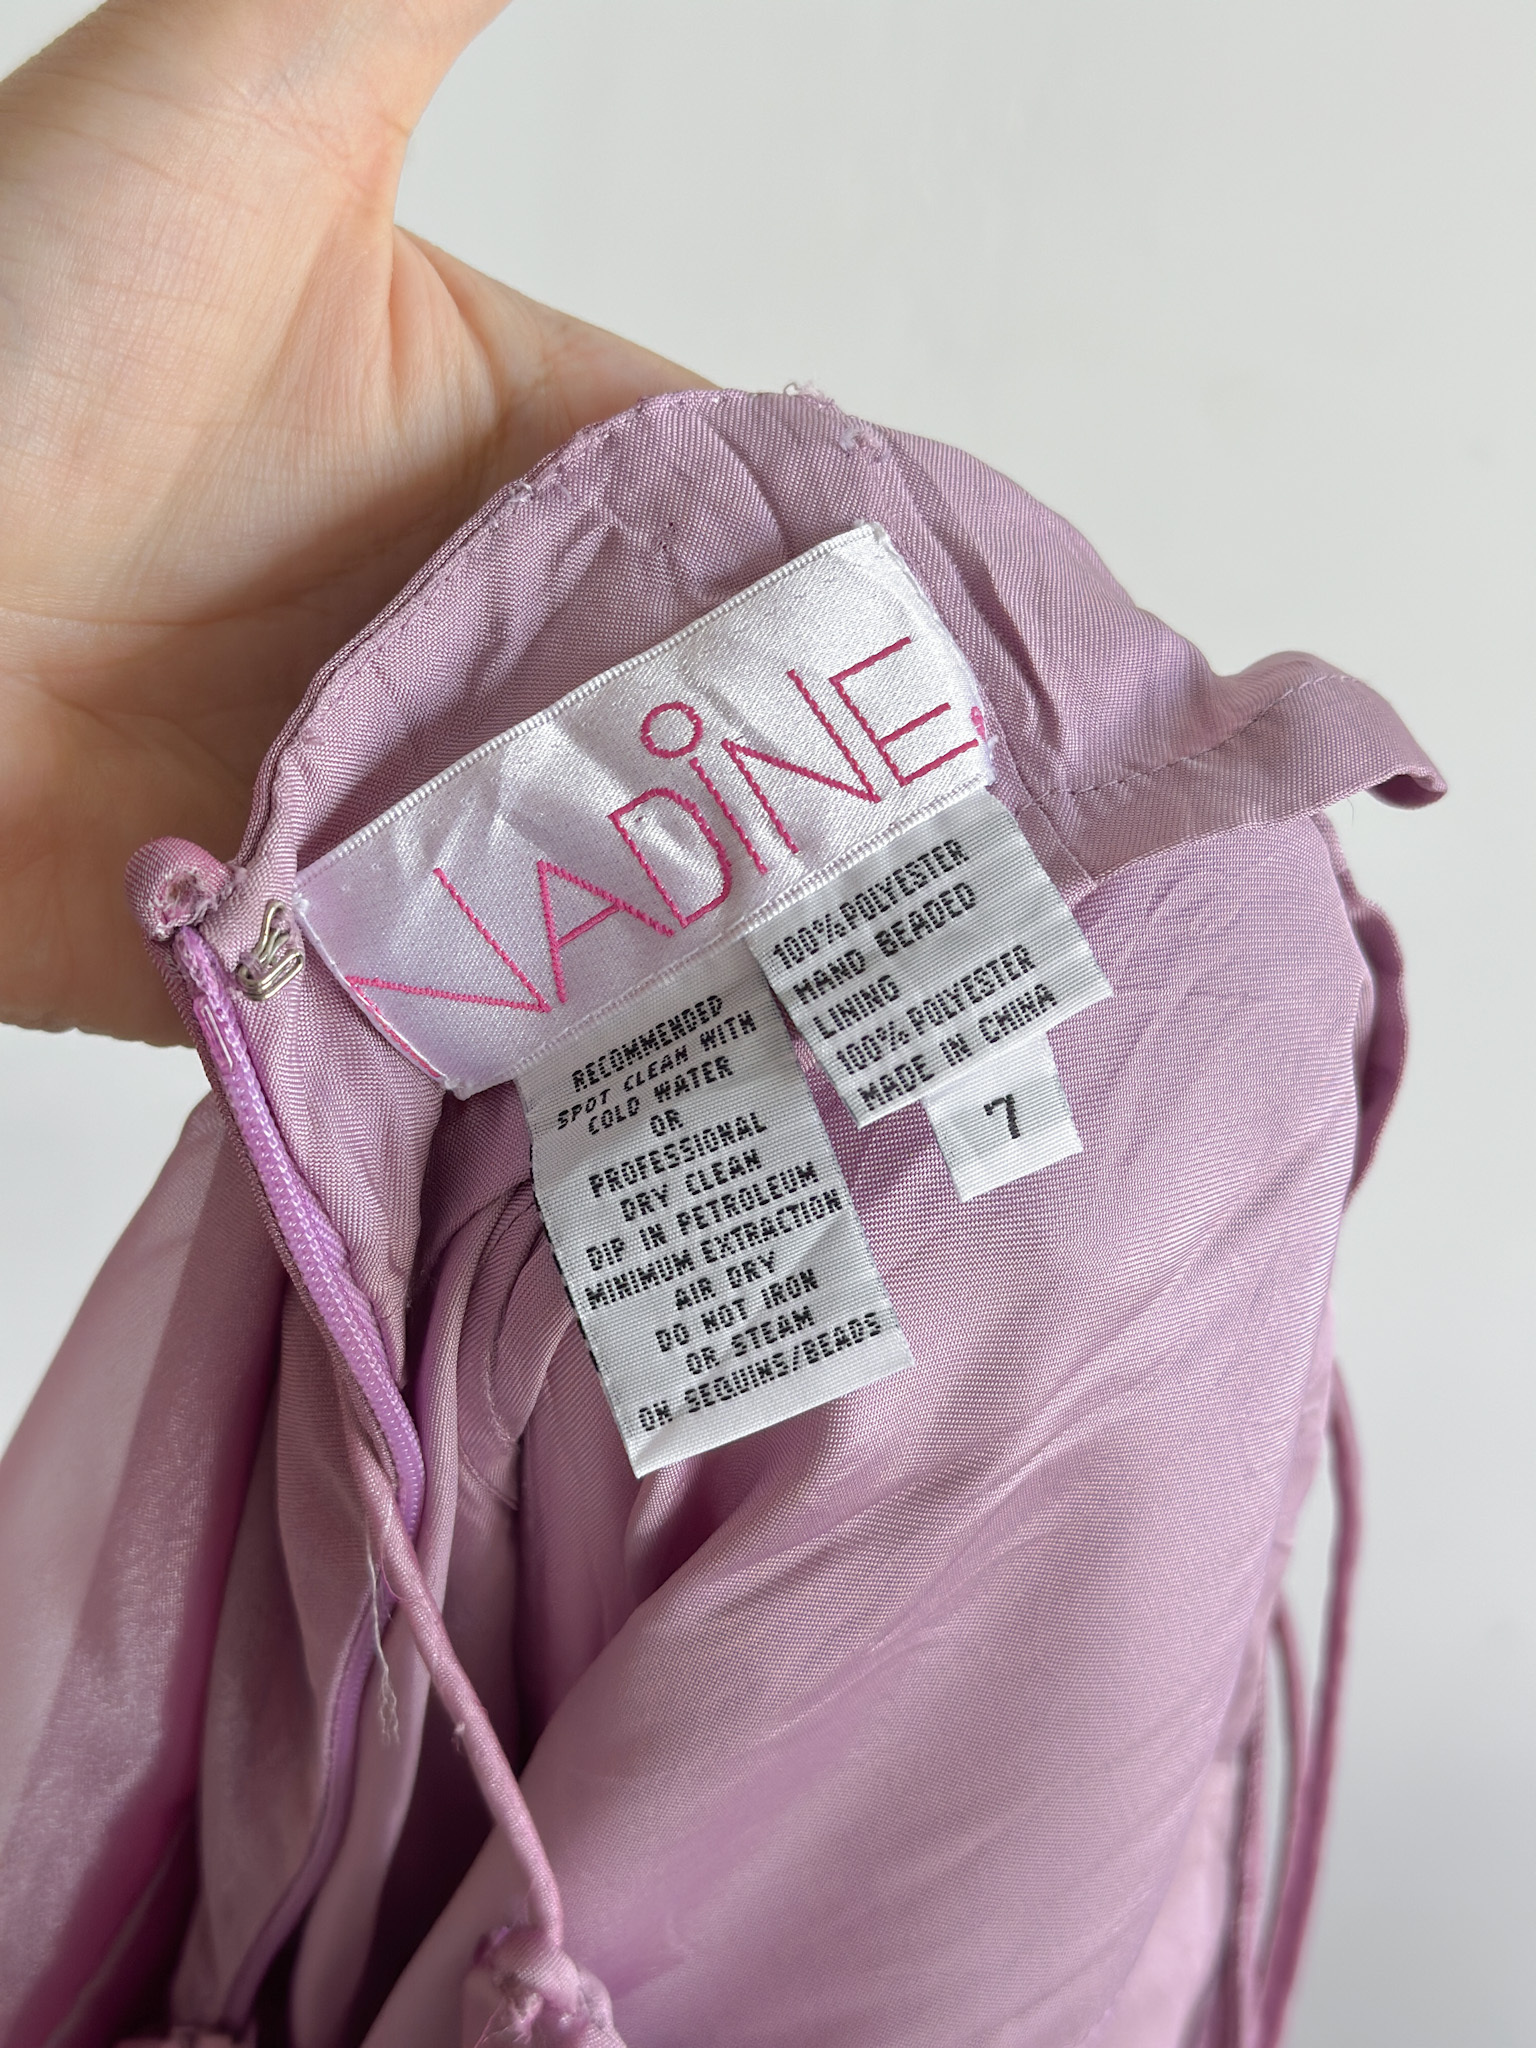 NADiNE
100% POLYESTER
HAND BEADED
LINING
100% POLYESTER
MADE IN CHINA
7
RECOMMENDED
SPOT CLEAN WITH
COLD WATER
OR
PROFESSIONAL
DRY CLEAN
DIP IN PETROLEUM
MINIMUM EXTRACTION
AIR DRY
DO NOT IRON
OR STEAM
ON SEQUINS/BEADS